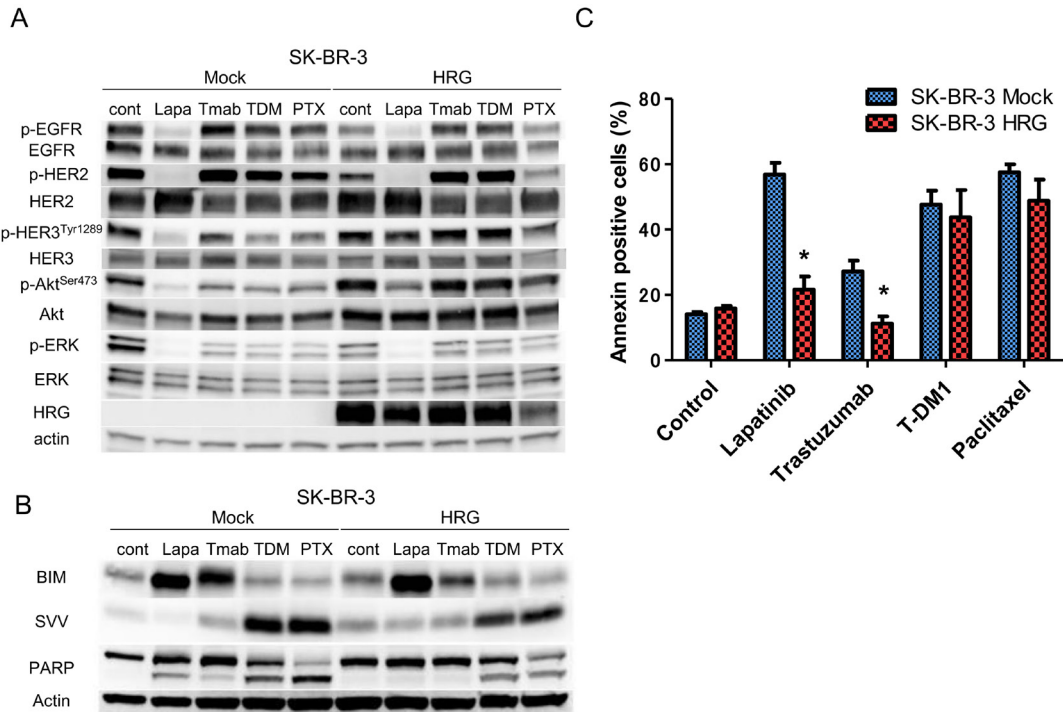 A
SK-BR-3
Mock HRG
cont Lapa Tmab TDM PTX cont Lapa Tmab TDM PTX
p-EGFR
EGFR
p-HER2
HER2
p-HER3Tyr1289
HER3
p-AktSer473
Akt
p-ERK
ERK
HRG
actin
B
SK-BR-3
Mock HRG
cont Lapa Tmab TDM PTX cont Lapa Tmab TDM PTX
BIM
SVV
PARP
Actin
C
SK-BR-3 Mock
SK-BR-3 HRG
Annexin positive cells (%)
80
60
40
20
0
* *
Control Lapatinib Trastuzumab T-DM1 Paclitaxel